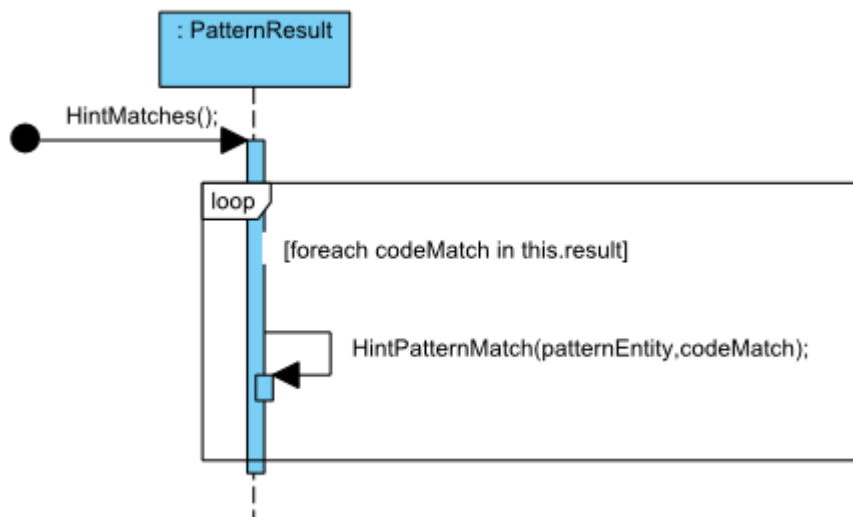 : PatternResult
HintMatches();
loop
[foreach codeMatch in this.result]
HintPatternMatch(patternEntity,codeMatch);